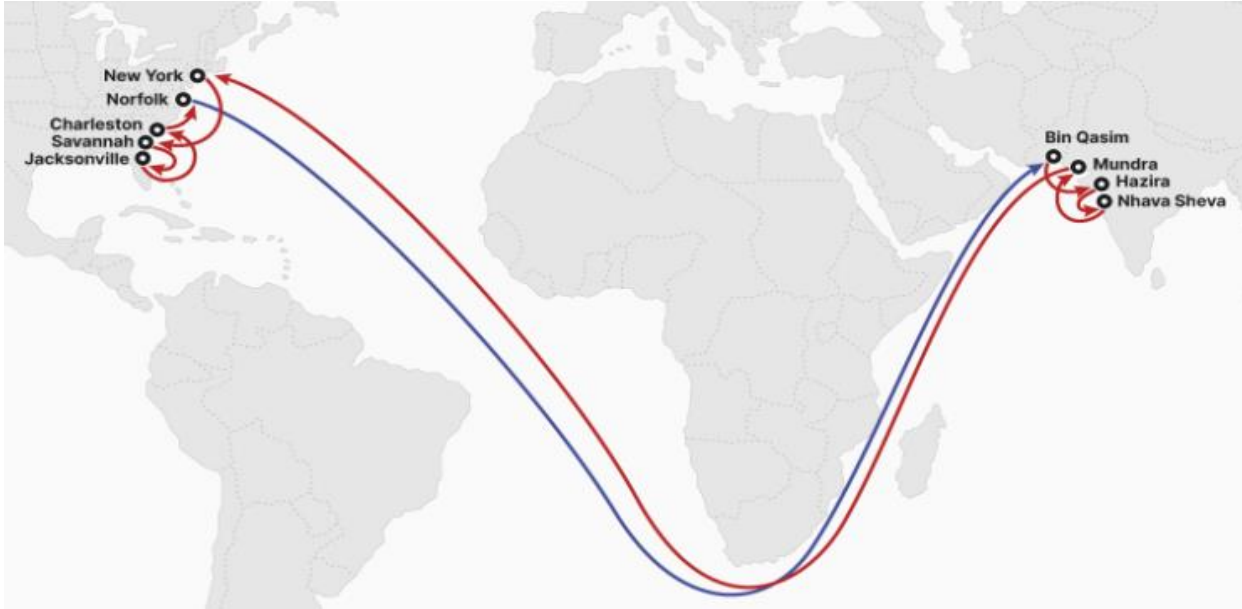 New York
Norfolk
Charleston
Savannah
Jacksonville
Bin Qasim
Mundra
Hazira
Nhava Sheva